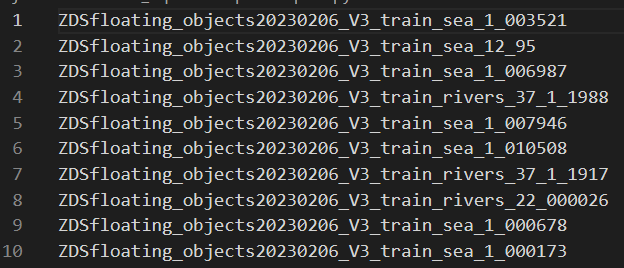 1 ZDSfloating_objects20230206_V3_train_sea_1_003521
2 ZDSfloating_objects20230206_V3_train_sea_12_95
3 ZDSfloating_objects20230206_V3_train_sea_1_006987
4 ZDSfloating_objects20230206_V3_train_rivers_37_1_1988
5 ZDSfloating_objects20230206_V3_train_sea_1_007946
6 ZDSfloating_objects20230206_V3_train_sea_1_010508
7 ZDSfloating_objects20230206_V3_train_rivers_37_1_1917
8 ZDSfloating_objects20230206_V3_train_rivers_22_000026
9 ZDSfloating_objects20230206_V3_train_sea_1_000678
10 ZDSfloating_objects20230206_V3_train_sea_1_000173